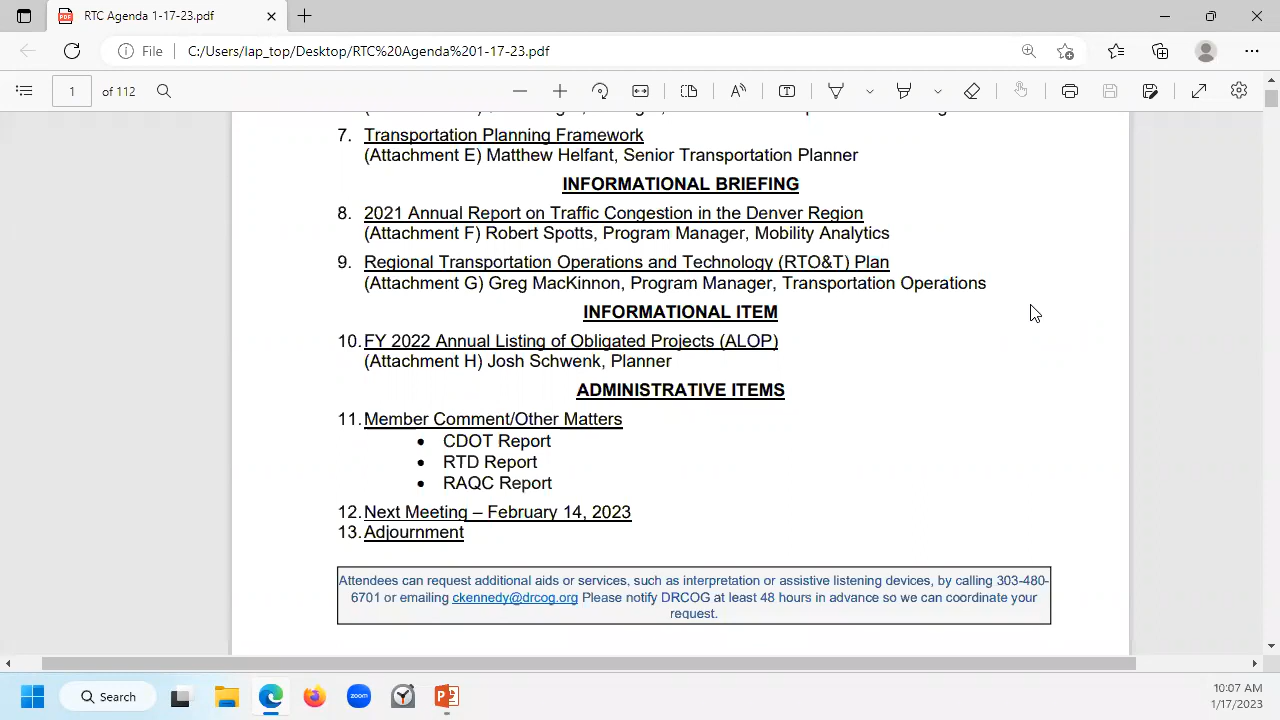 RTC Agenda 1-17-23.pdf
File
C:/Users/lap_top/Desktop/RTC%20Agenda%201-17-23.pdf
1 of 112
7. Transportation Planning Framework
(Attachment E) Matthew Helfant, Senior Transportation Planner
INFORMATIONAL BRIEFING
8. 2021 Annual Report on Traffic Congestion in the Denver Region
(Attachment F) Robert Spotts, Program Manager, Mobility Analytics
9. Regional Transportation Operations and Technology (RTO&T) Plan
(Attachment G) Greg MacKinnon, Program Manager, Transportation Operations
INFORMATIONAL ITEM
10. FY 2022 Annual Listing of Obligated Projects (ALOP)
(Attachment H) Josh Schwenk, Planner
ADMINISTRATIVE ITEMS
11. Member Comment/Other Matters
• CDOT Report
• RTD Report
• RAQC Report
12. Next Meeting – February 14, 2023
13. Adjournment
Attendees can request additional aids or services, such as interpretation or assistive listening devices, by calling 303-480-
6701 or emailing ckennedy@drcog.org Please notify DRCOG at least 48 hours in advance so we can coordinate your
request.
Search
zoom
10:07 AM
1/17/2023